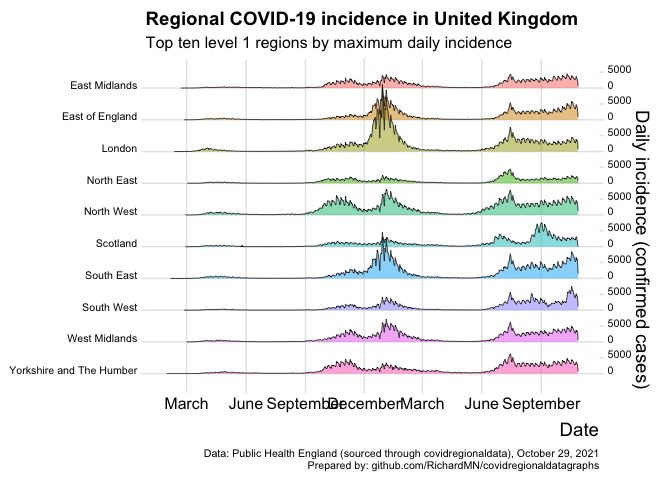 Regional COVID-19 incidence in United Kingdom
Top ten level 1 regions by maximum daily incidence
East Midlands
5000
0
East of England
5000
0
London
5000
0
North East
5000
0
North West
5000
0
Scotland
5000
0
South East
5000
0
South West
5000
0
West Midlands
5000
0
Yorkshire and The Humber
5000
0
Daily incidence (confirmed cases)
March June September December March June September
Date
Data: Public Health England (sourced through covidregionaldata), October 29, 2021
Prepared by: github.com/RichardMN/covidregionaldatagraphs